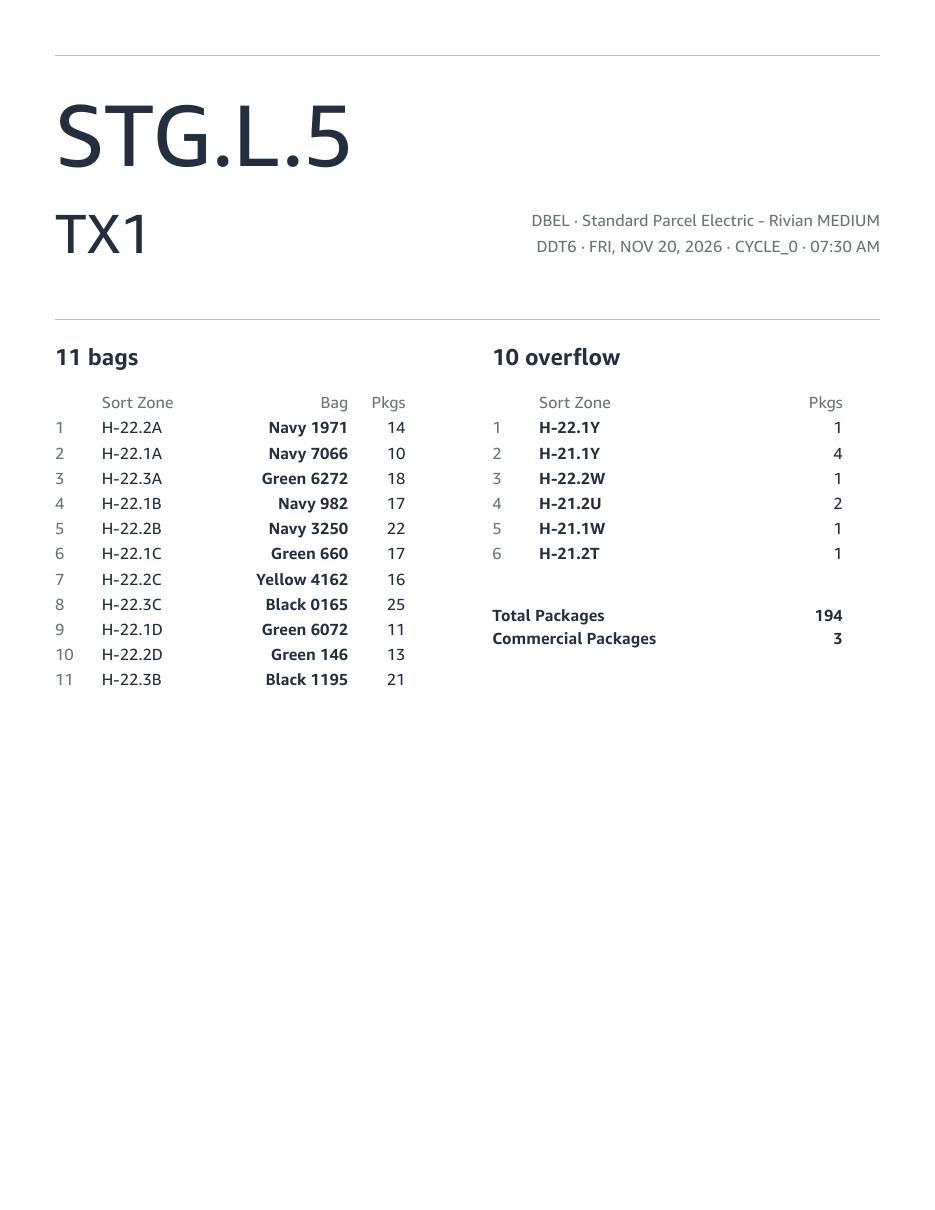 STG.L.5
TX1
DBEL · Standard Parcel Electric - Rivian MEDIUM
DDT6 · FRI, NOV 20, 2026 · CYCLE_0 · 07:30 AM
11 bags
Sort Zone Bag Pkgs
1 H-22.2A Navy 1971 14
2 H-22.1A Navy 7066 10
3 H-22.3A Green 6272 18
4 H-22.1B Navy 982 17
5 H-22.2B Navy 3250 22
6 H-22.1C Green 660 17
7 H-22.2C Yellow 4162 16
8 H-22.3C Black 0165 25
9 H-22.1D Green 6072 11
10 H-22.2D Green 146 13
11 H-22.3B Black 1195 21
10 overflow
Sort Zone Pkgs
1 H-22.1Y 1
2 H-21.1Y 4
3 H-22.2W 1
4 H-21.2U 2
5 H-21.1W 1
6 H-21.2T 1
Total Packages 194
Commercial Packages 3